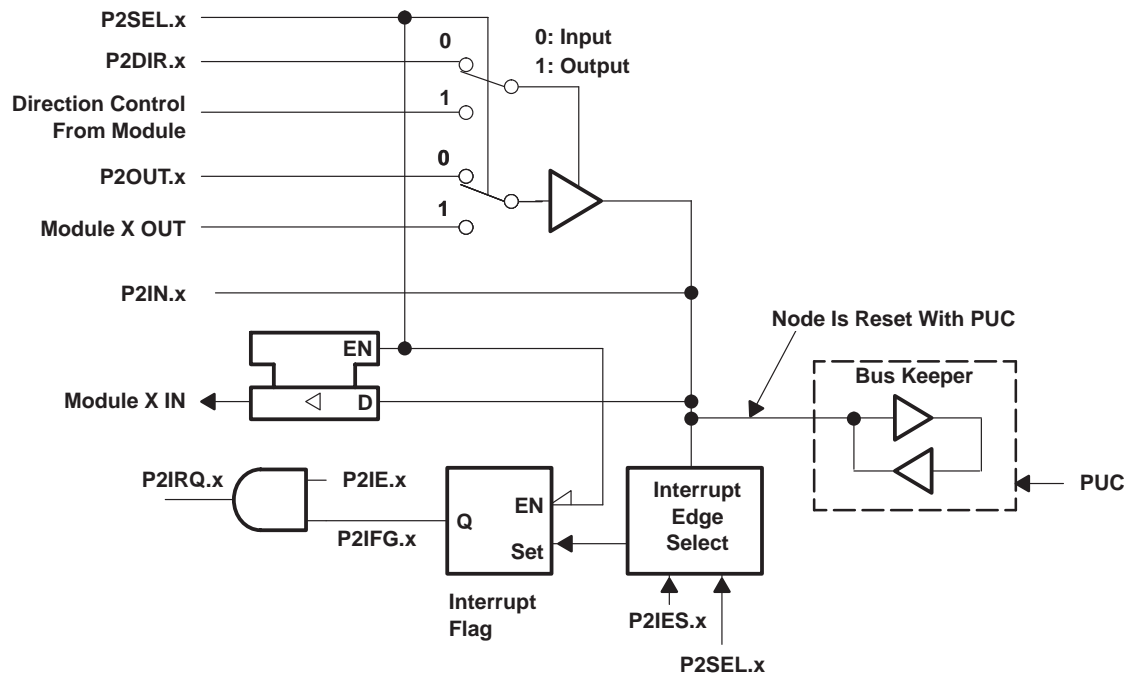 P2SEL.x
0
0: Input
1: Output
P2DIR.x
1
Direction Control
From Module
0
P2OUT.x
1
Module X OUT
P2IN.x
Node Is Reset With PUC
EN
Bus Keeper
Module X IN
D
P2IRQ.x
P2IE.x
Interrupt
Edge
Select
PUC
EN
Q
P2IFG.x
Set
Interrupt
Flag
P2IES.x
P2SEL.x